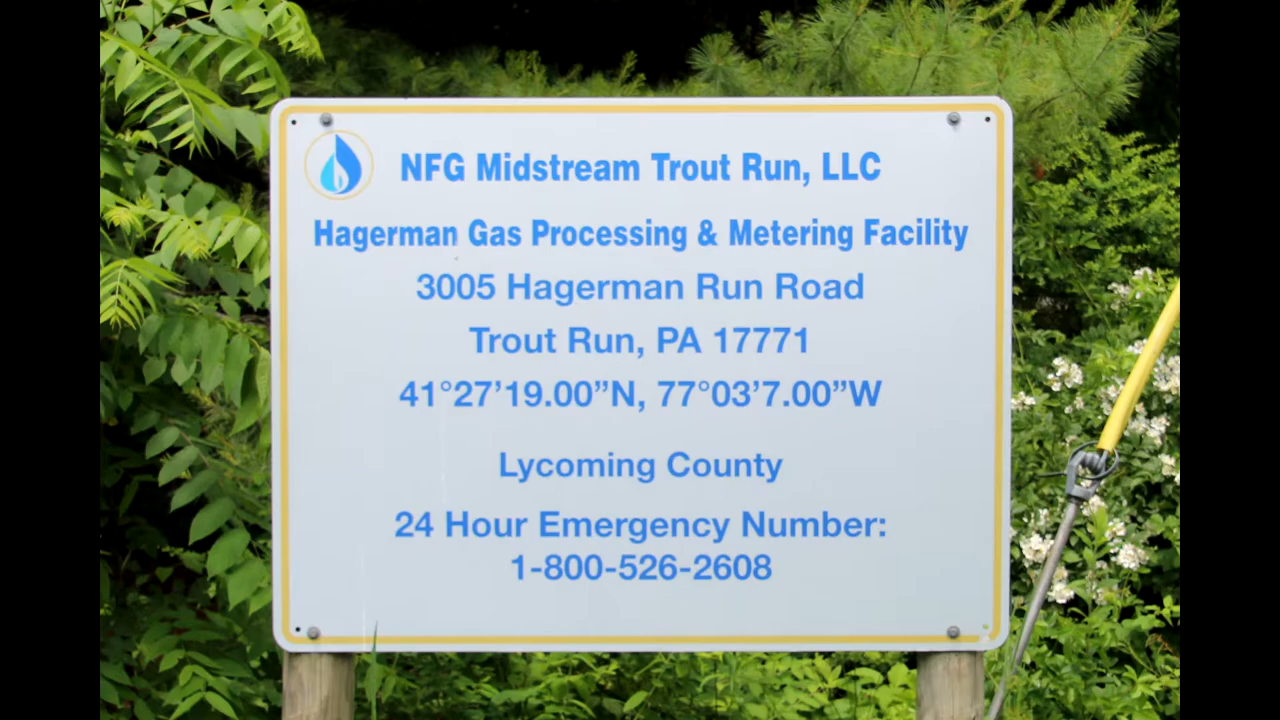 NFG Midstream Trout Run, LLC
Hagerman Gas Processing & Metering Facility
3005 Hagerman Run Road
Trout Run, PA 17771
41°27’19.00”N, 77°03’7.00”W
Lycoming County
24 Hour Emergency Number:
1-800-526-2608